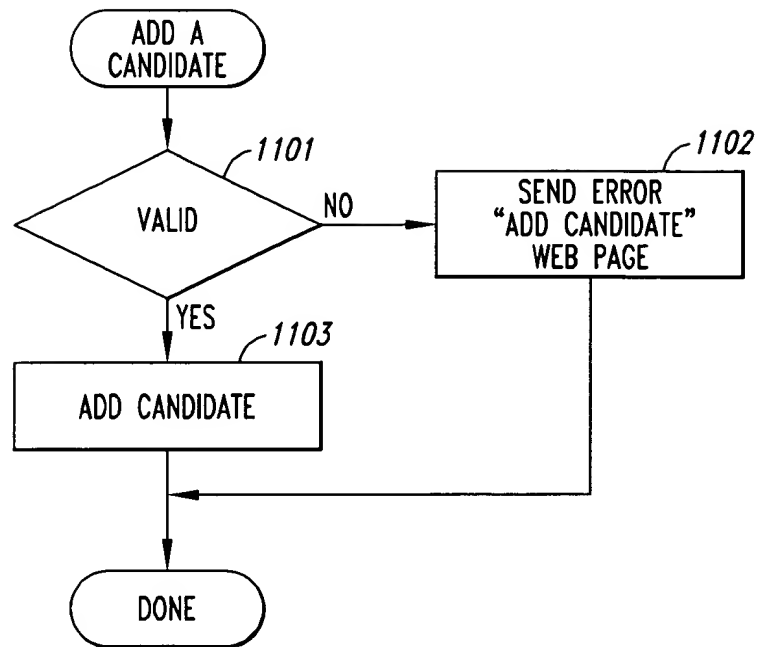 ADD A
CANDIDATE
1101
VALID
NO
1102
SEND ERROR
“ADD CANDIDATE”
WEB PAGE
YES
1103
ADD CANDIDATE
DONE